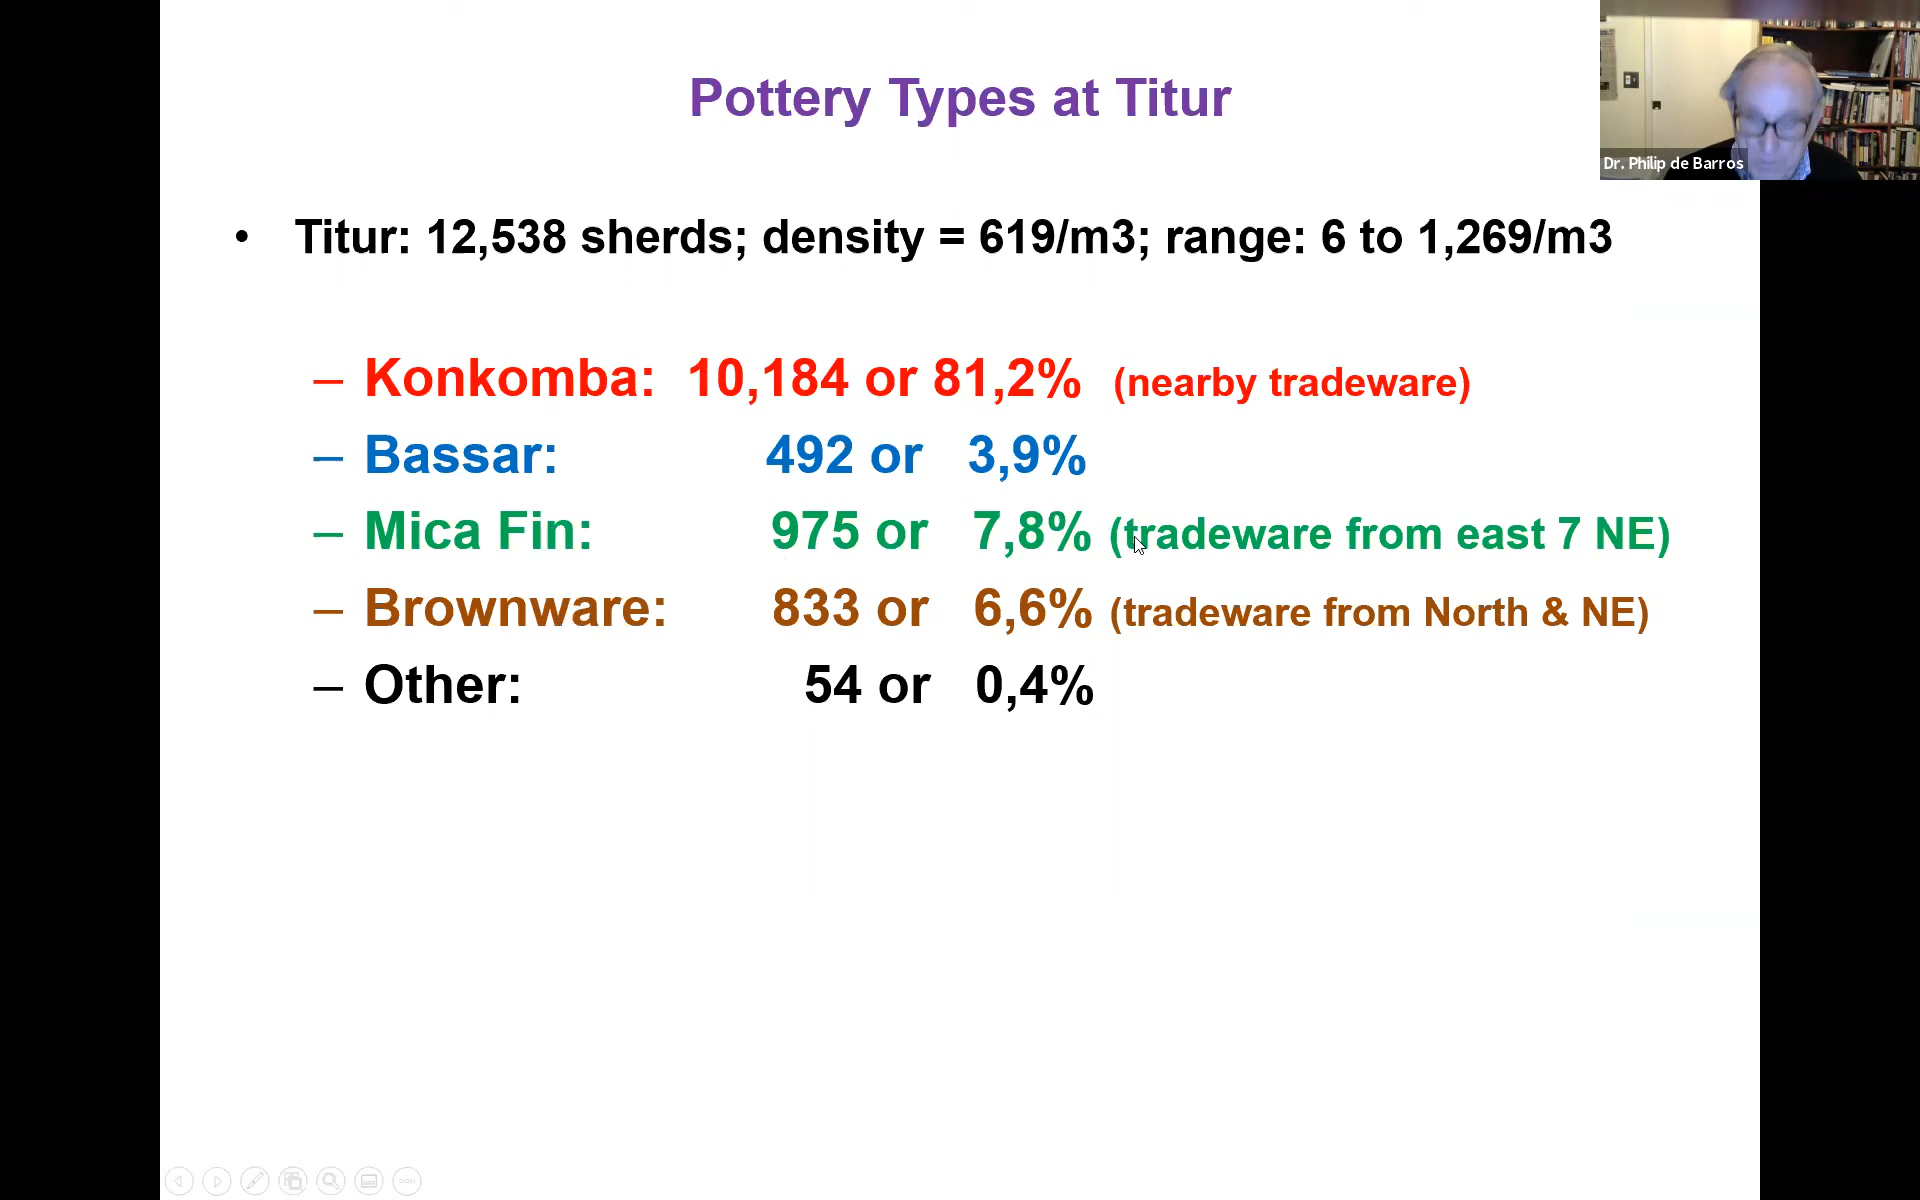 Pottery Types at Titur
Dr. Philip de Barros
• Titur: 12,538 sherds; density = 619/m3; range: 6 to 1,269/m3
– Konkomba: 10,184 or 81,2% (nearby tradeware)
– Bassar: 492 or 3,9%
– Mica Fin: 975 or 7,8% (tradeware from east 7 NE)
– Brownware: 833 or 6,6% (tradeware from North & NE)
– Other: 54 or 0,4%